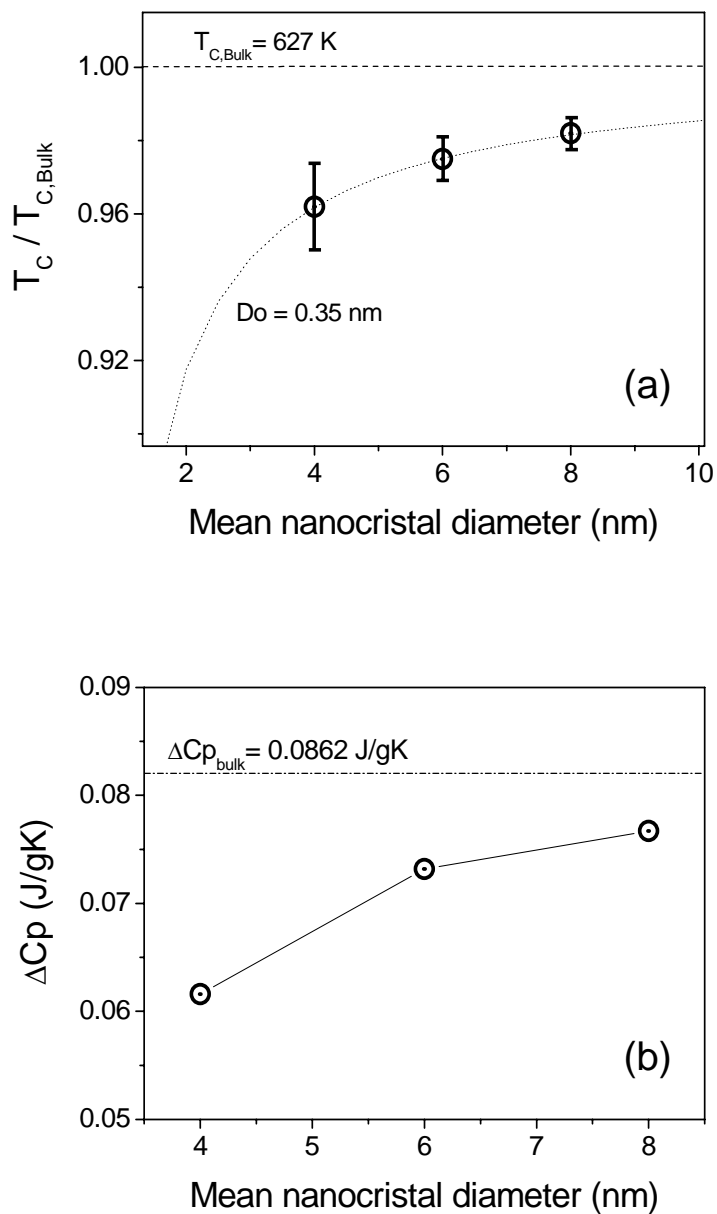 T_C,Bulk = 627 K
1.00
0.96
0.92
T_C / T_C,Bulk
Do = 0.35 nm
(a)
2 4 6 8 10
Mean nanocristal diameter (nm)
0.09
ΔCp_bulk = 0.0862 J/gK
0.08
0.07
0.06
0.05
ΔCp (J/gK)
(b)
4 5 6 7 8
Mean nanocristal diameter (nm)